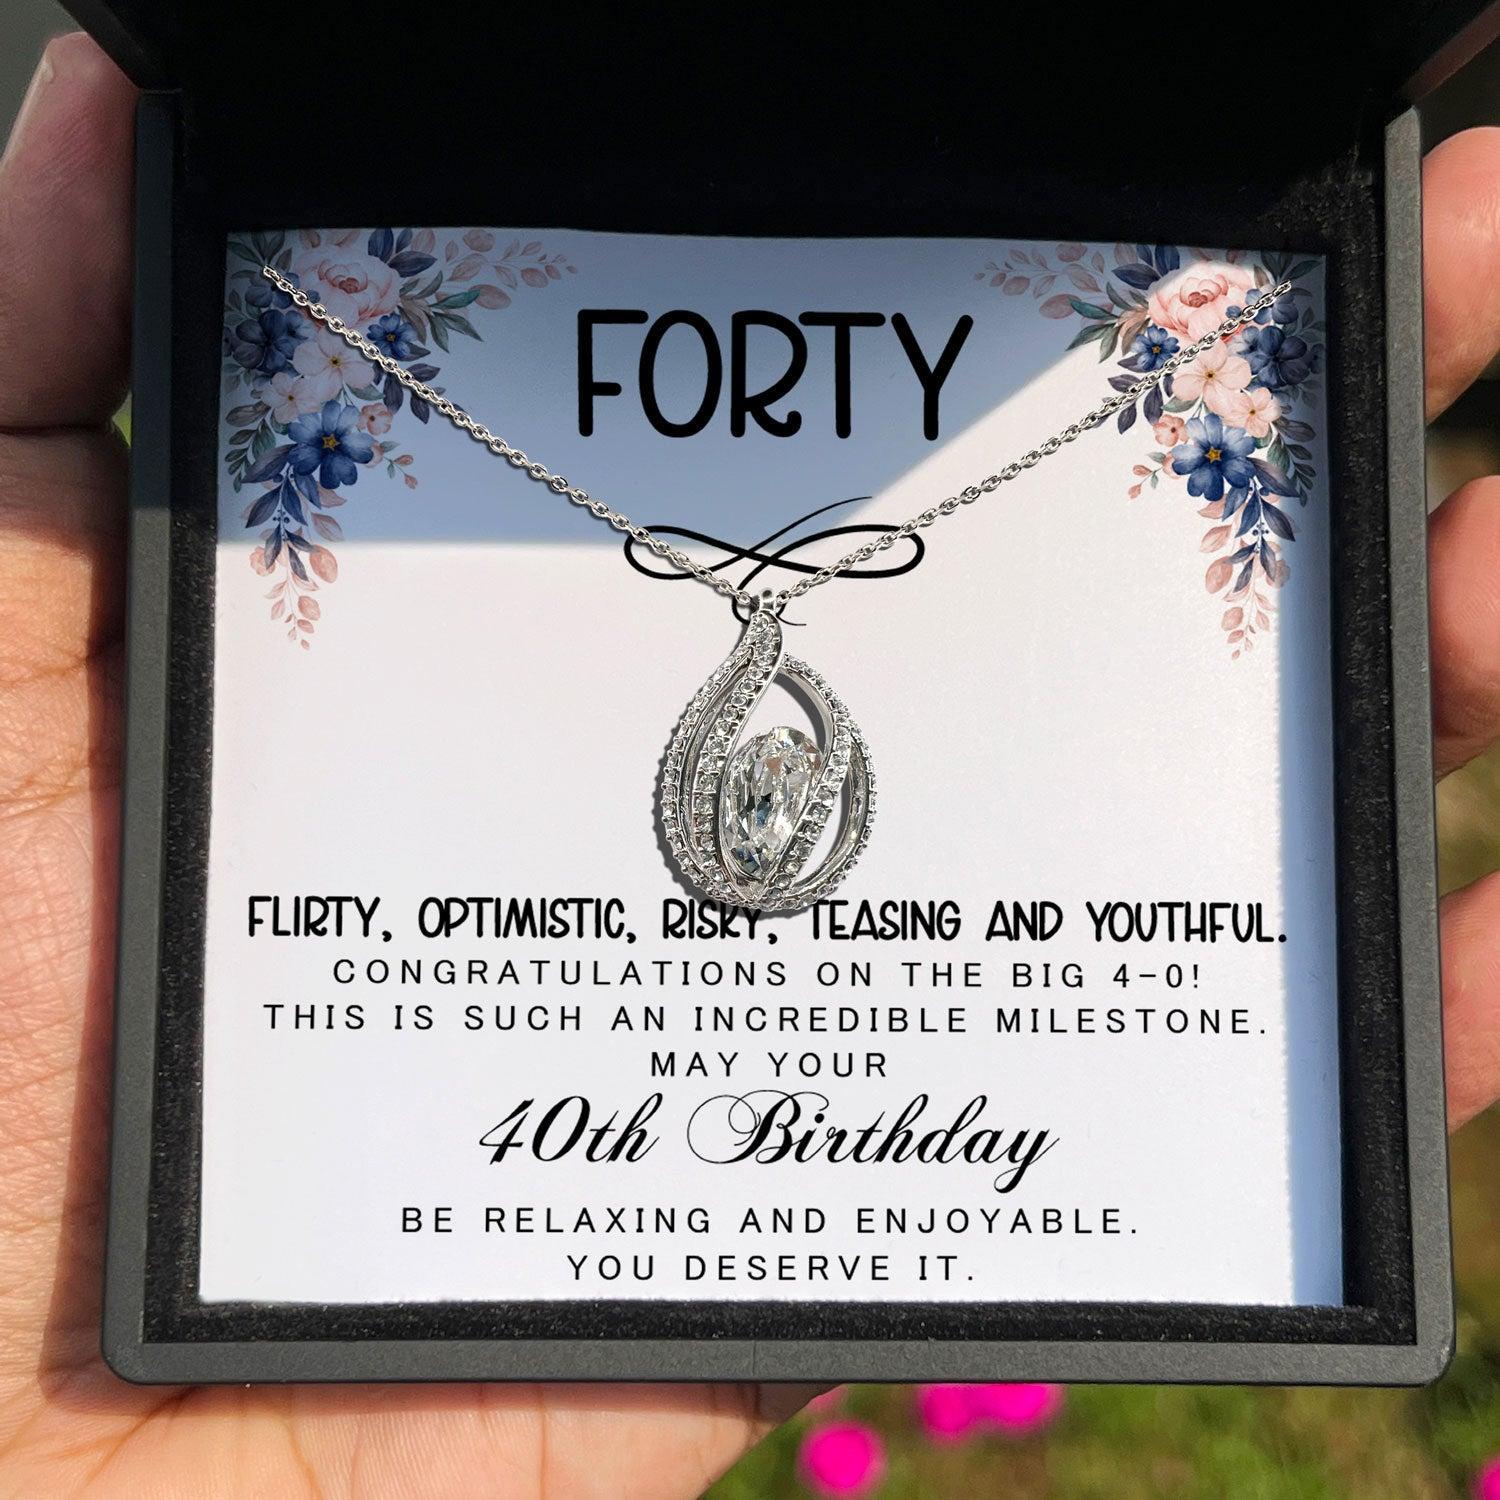 FORTY
FLIRTY, OPTIMISTIC, RISKY, TEASING AND YOUTHFUL.
CONGRATULATIONS ON THE BIG 4-0!
THIS IS SUCH AN INCREDIBLE MILESTONE.
MAY YOUR
40th Birthday
BE RELAXING AND ENJOYABLE.
YOU DESERVE IT.